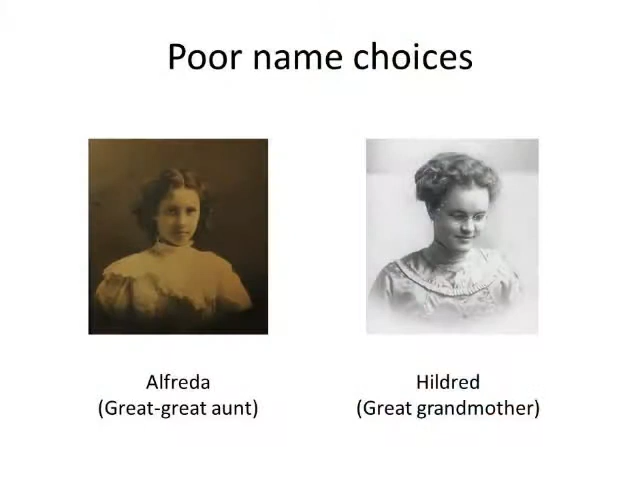 Poor name choices
Alfreda
(Great-great aunt)
Hildred
(Great grandmother)